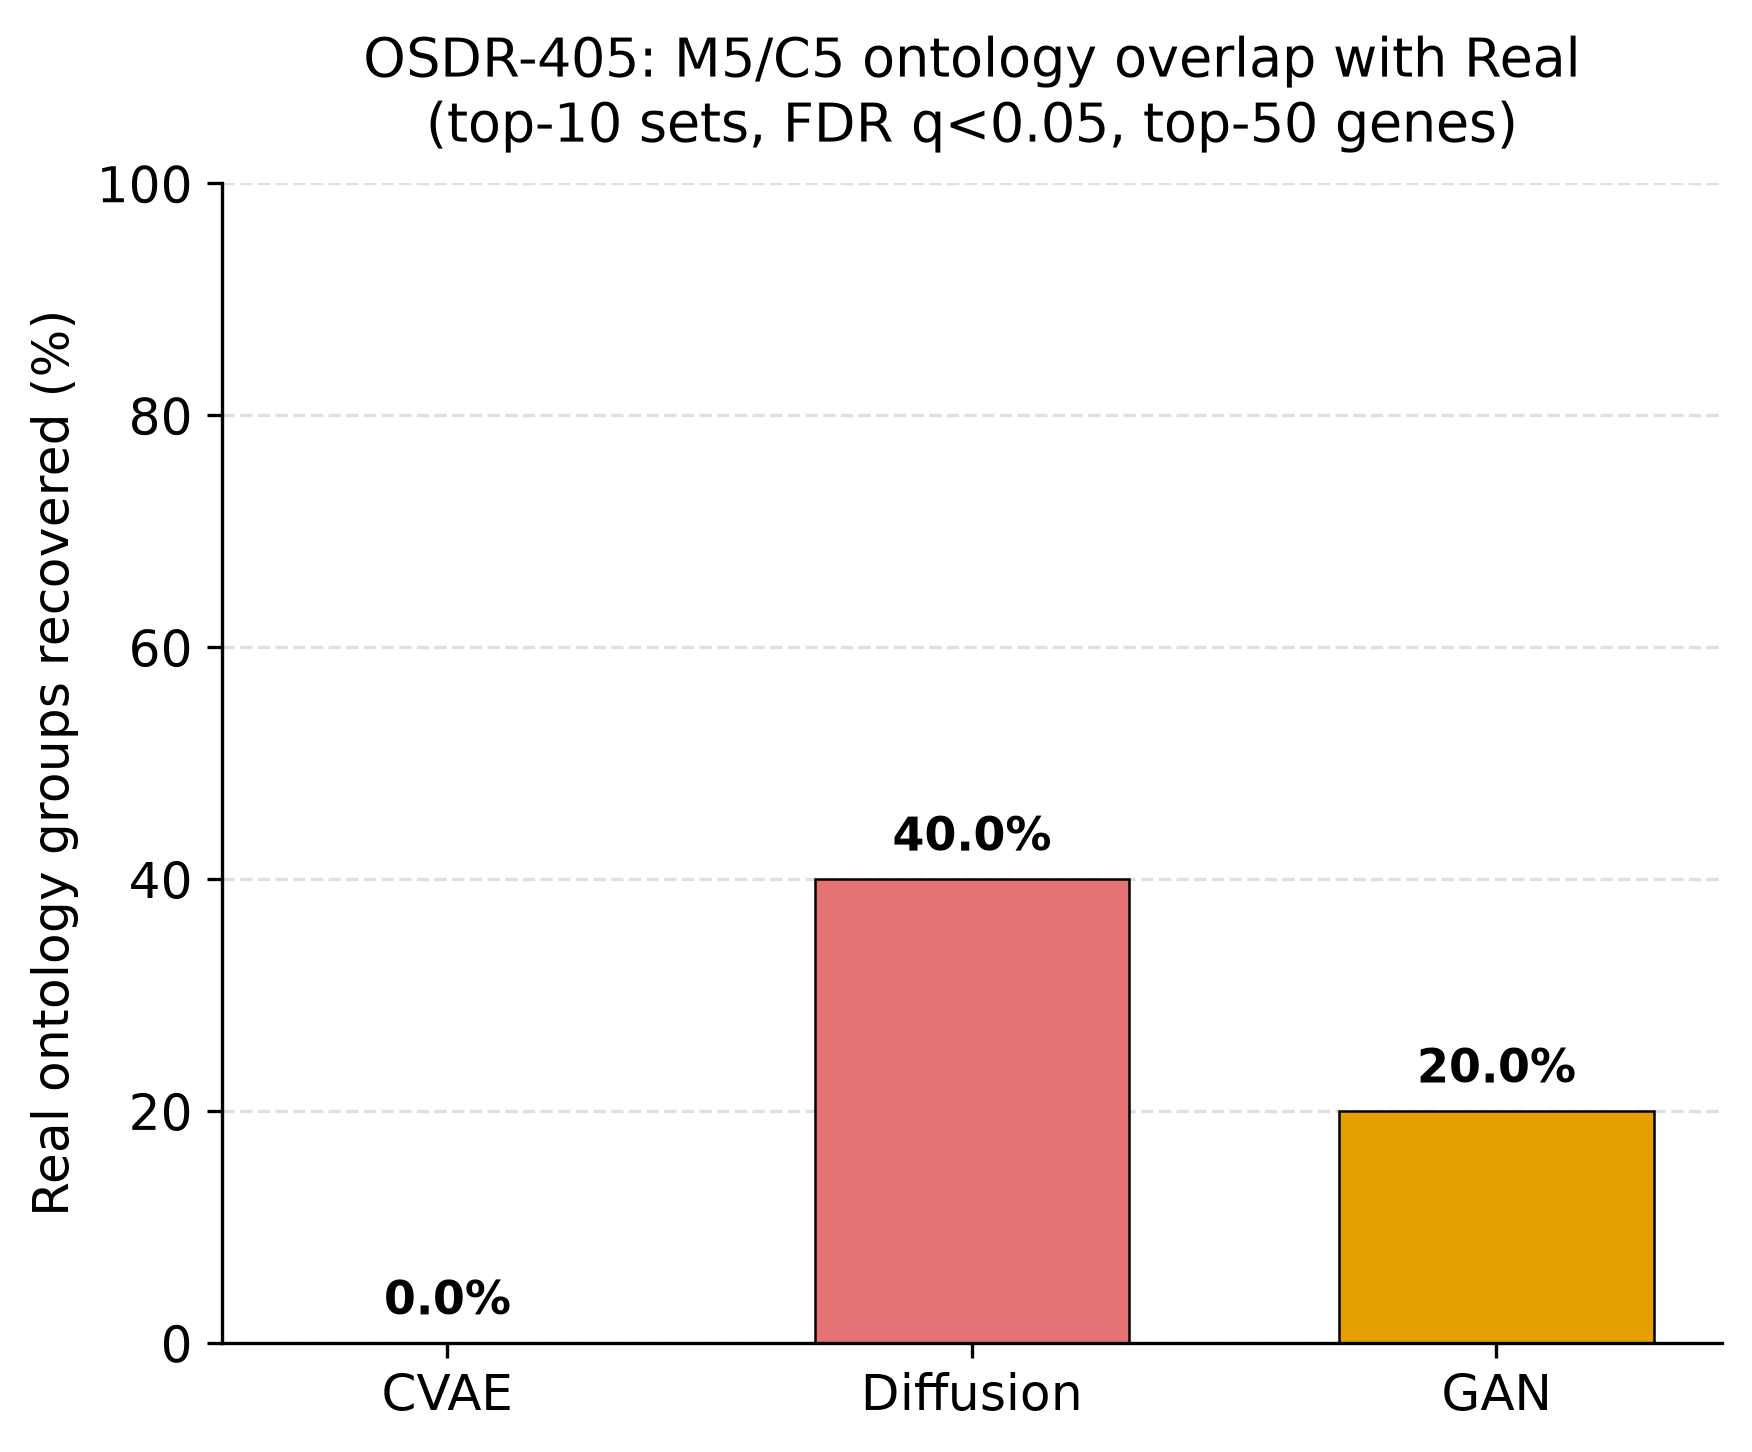 OSDR-405: M5/C5 ontology overlap with Real
(top-10 sets, FDR q<0.05, top-50 genes)
Real ontology groups recovered (%)
100
80
60
40
20
0
0.0%
40.0%
20.0%
CVAE
Diffusion
GAN